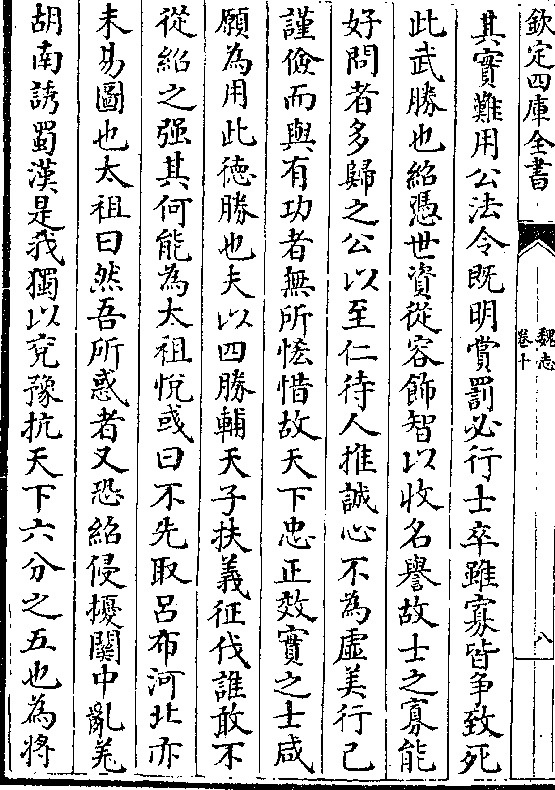 欽定四庫全書
魏志
卷十
八
其實難用公法令既明賞罰必行士卒雖寡皆爭致死
此武勝也紹憑世資從容飾智以收名譽故士之寡能
好問者多歸之公以至仁待人推誠心不為虛美行己
謹儉而與有功者無所恡惜故天下忠正效實之士咸
願為用此德勝也夫以四勝輔天子扶義征伐誰敢不
從紹之强其何能為太祖悅彧曰不先取呂布河北亦
未易圖也太祖曰然吾所惑者又恐紹侵擾關中亂羌
胡南誘蜀漢是我獨以兖豫抗天下六分之五也為將